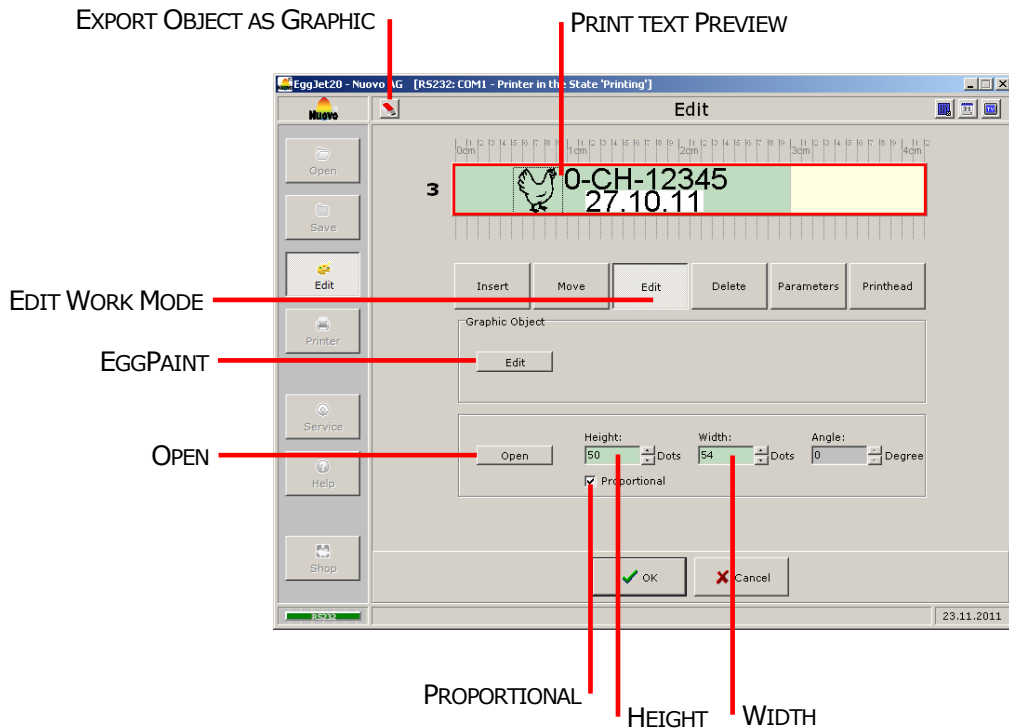 EXPORT OBJECT AS GRAPHIC
PRINT TEXT PREVIEW
EggJet20 - Nuovo AG [RS232: COM1 - Printer in the State 'Printing']
Nuovo
Edit
0cm 1cm 2cm 3cm 4cm
3
0-CH-12345
27.10.11
Open
Save
Edit
Printer
Service
Help
Shop
Insert Move Edit Delete Parameters Printhead
EDIT WORK MODE
Graphic Object
EGGPAINT
Edit
OPEN
Open
Height: Width: Angle:
50 Dots 54 Dots 0 Degree
Proportional
OK Cancel
RS232
23.11.2011
PROPORTIONAL
HEIGHT
WIDTH